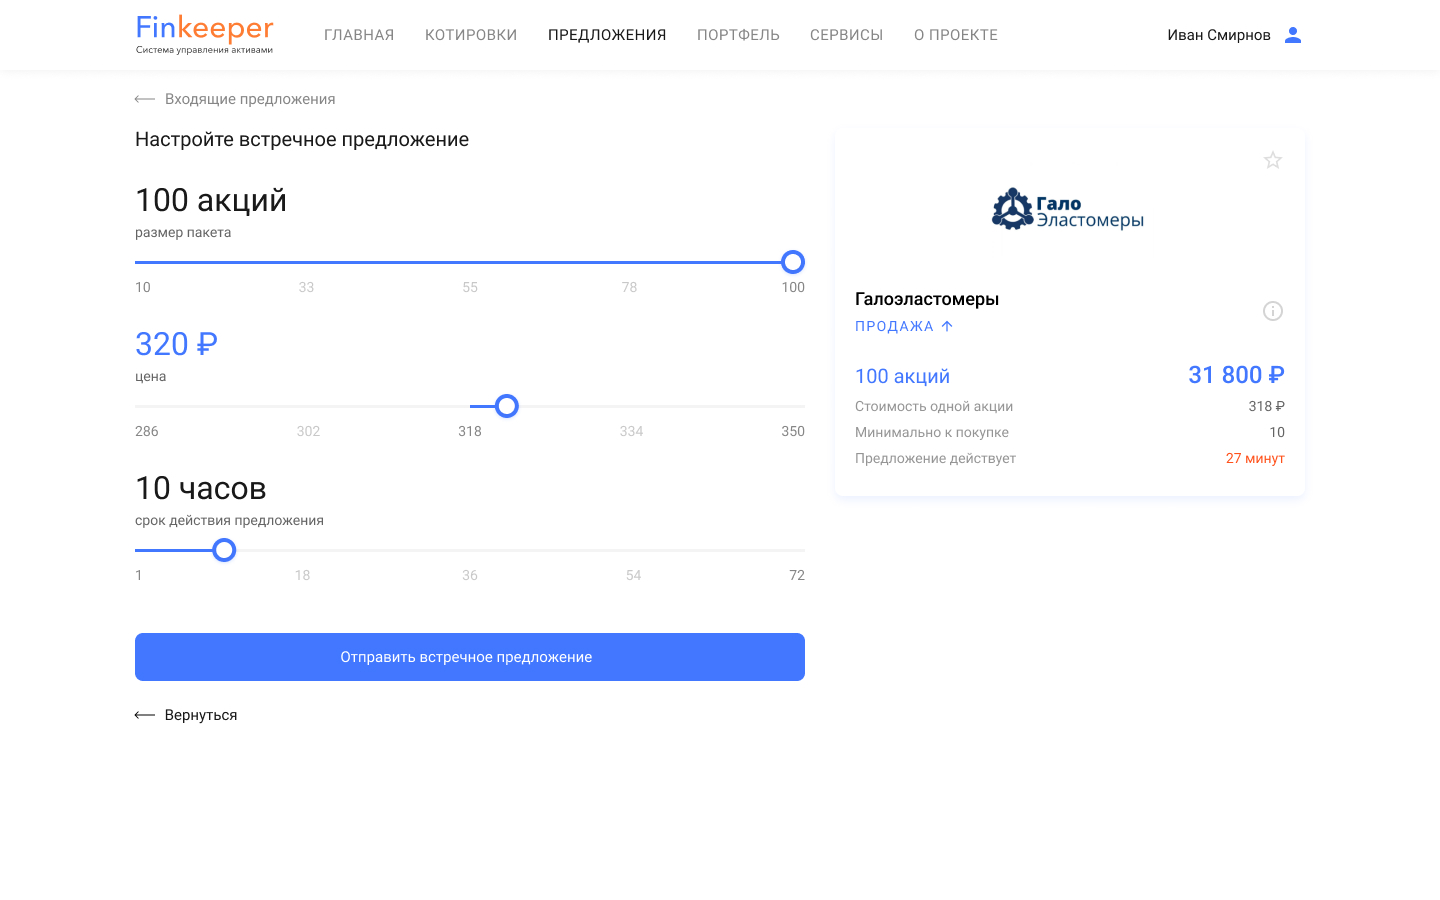 Finkeeper
Система управления активами
ГЛАВНАЯ КОТИРОВКИ ПРЕДЛОЖЕНИЯ ПОРТФЕЛЬ СЕРВИСЫ О ПРОЕКТЕ
Иван Смирнов
Входящие предложения
Настройте встречное предложение
100 акций
размер пакета
10 33 55 78 100
320 ₽
цена
286 302 318 334 350
10 часов
срок действия предложения
1 18 36 54 72
Отправить встречное предложение
Вернуться
Гало
Эластомеры
Галоэластомеры
ПРОДАЖА
100 акций 31 800 ₽
Стоимость одной акции 318 ₽
Минимально к покупке 10
Предложение действует 27 минут